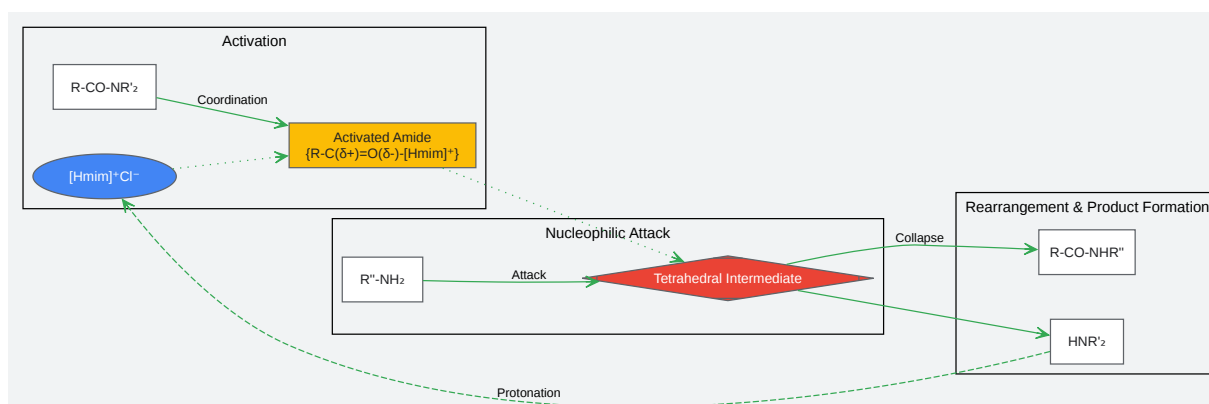 Activation
R-CO-NR'₂
Coordination
Activated Amide
{R-C(δ+)=O(δ-)-[Hmim]⁺}
[Hmim]⁺Cl⁻
Nucleophilic Attack
R''-NH₂
Attack
Tetrahedral Intermediate
Rearrangement & Product Formation
Collapse
R-CO-NHR''
HNR'₂
Protonation